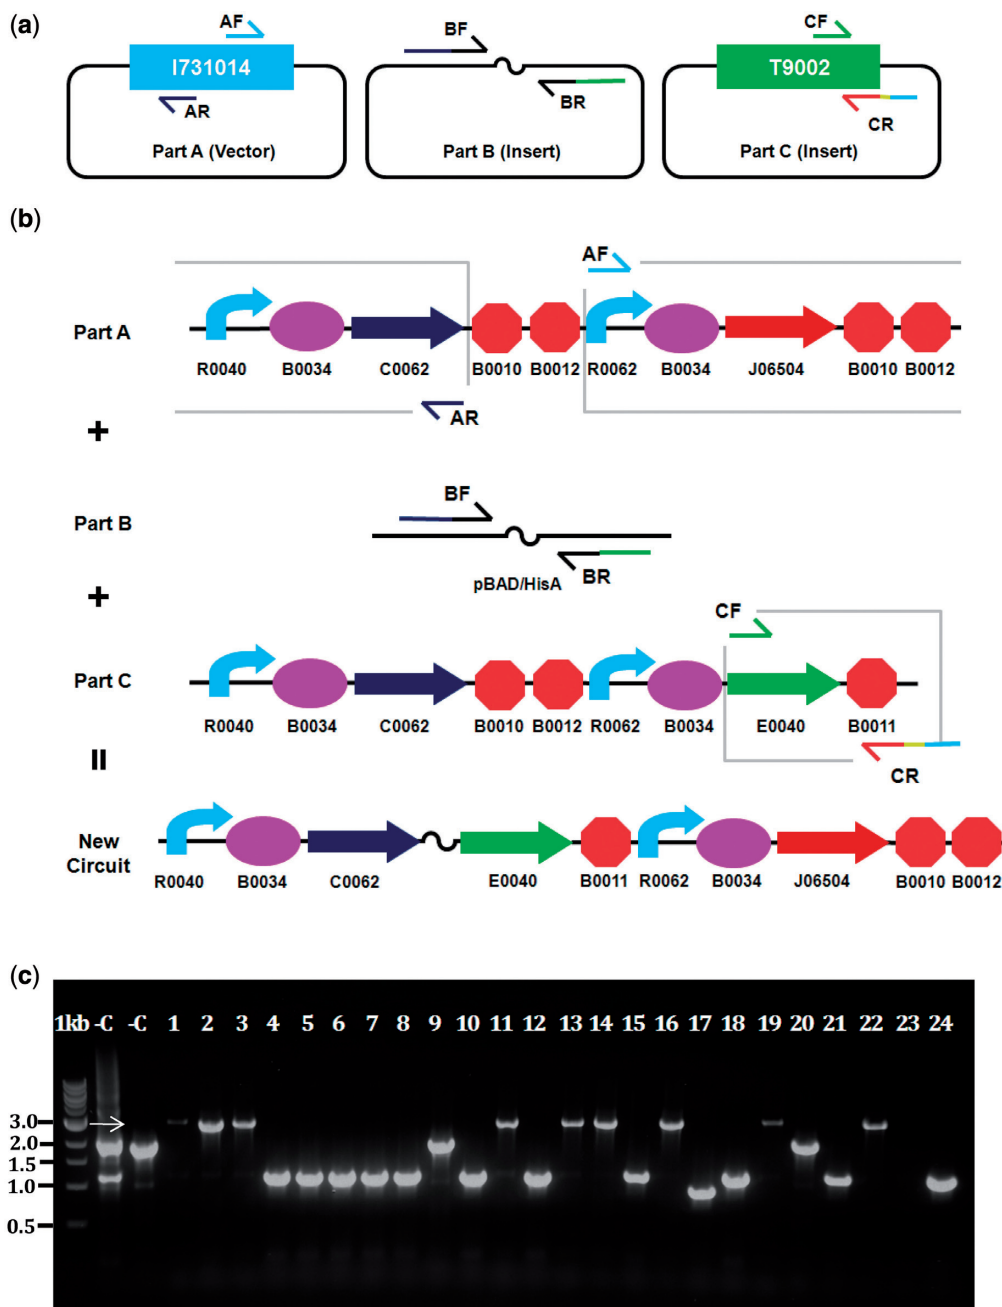 (a)
AF
I731014
AR
Part A (Vector)
BF
BR
Part B (Insert)
CF
T9002
CR
Part C (Insert)
(b)
AF
Part A
R0040 B0034 C0062 B0010 B0012 R0062 B0034 J06504 B0010 B0012
AR
+
BF
Part B
BR
pBAD/HisA
+
CF
Part C
R0040 B0034 C0062 B0010 B0012 R0062 B0034 E0040 B0011
CR
=
New
Circuit
R0040 B0034 C0062 E0040 B0011 R0062 B0034 J06504 B0010 B0012
(c)
1kb -C -C 1 2 3 4 5 6 7 8 9 10 11 12 13 14 15 16 17 18 19 20 21 22 23 24
3.0
2.0
1.5
1.0
0.5